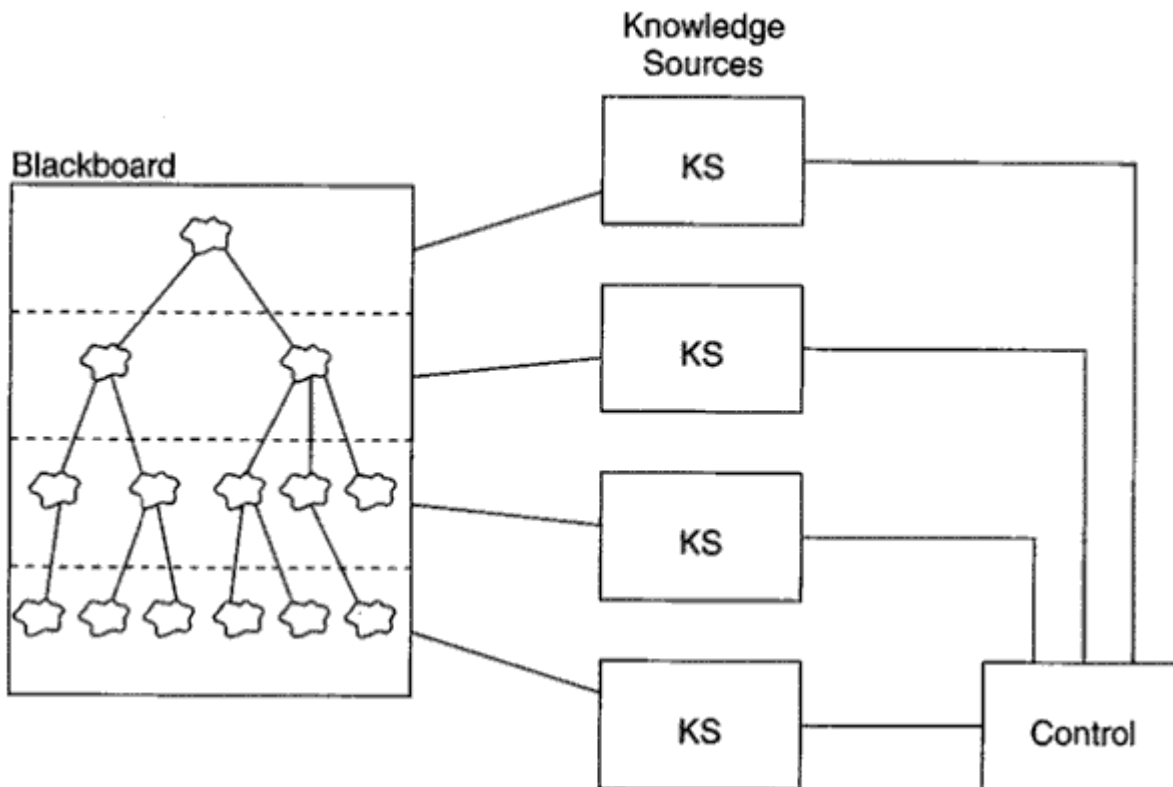 Knowledge
Sources
Blackboard
KS
KS
KS
KS
Control